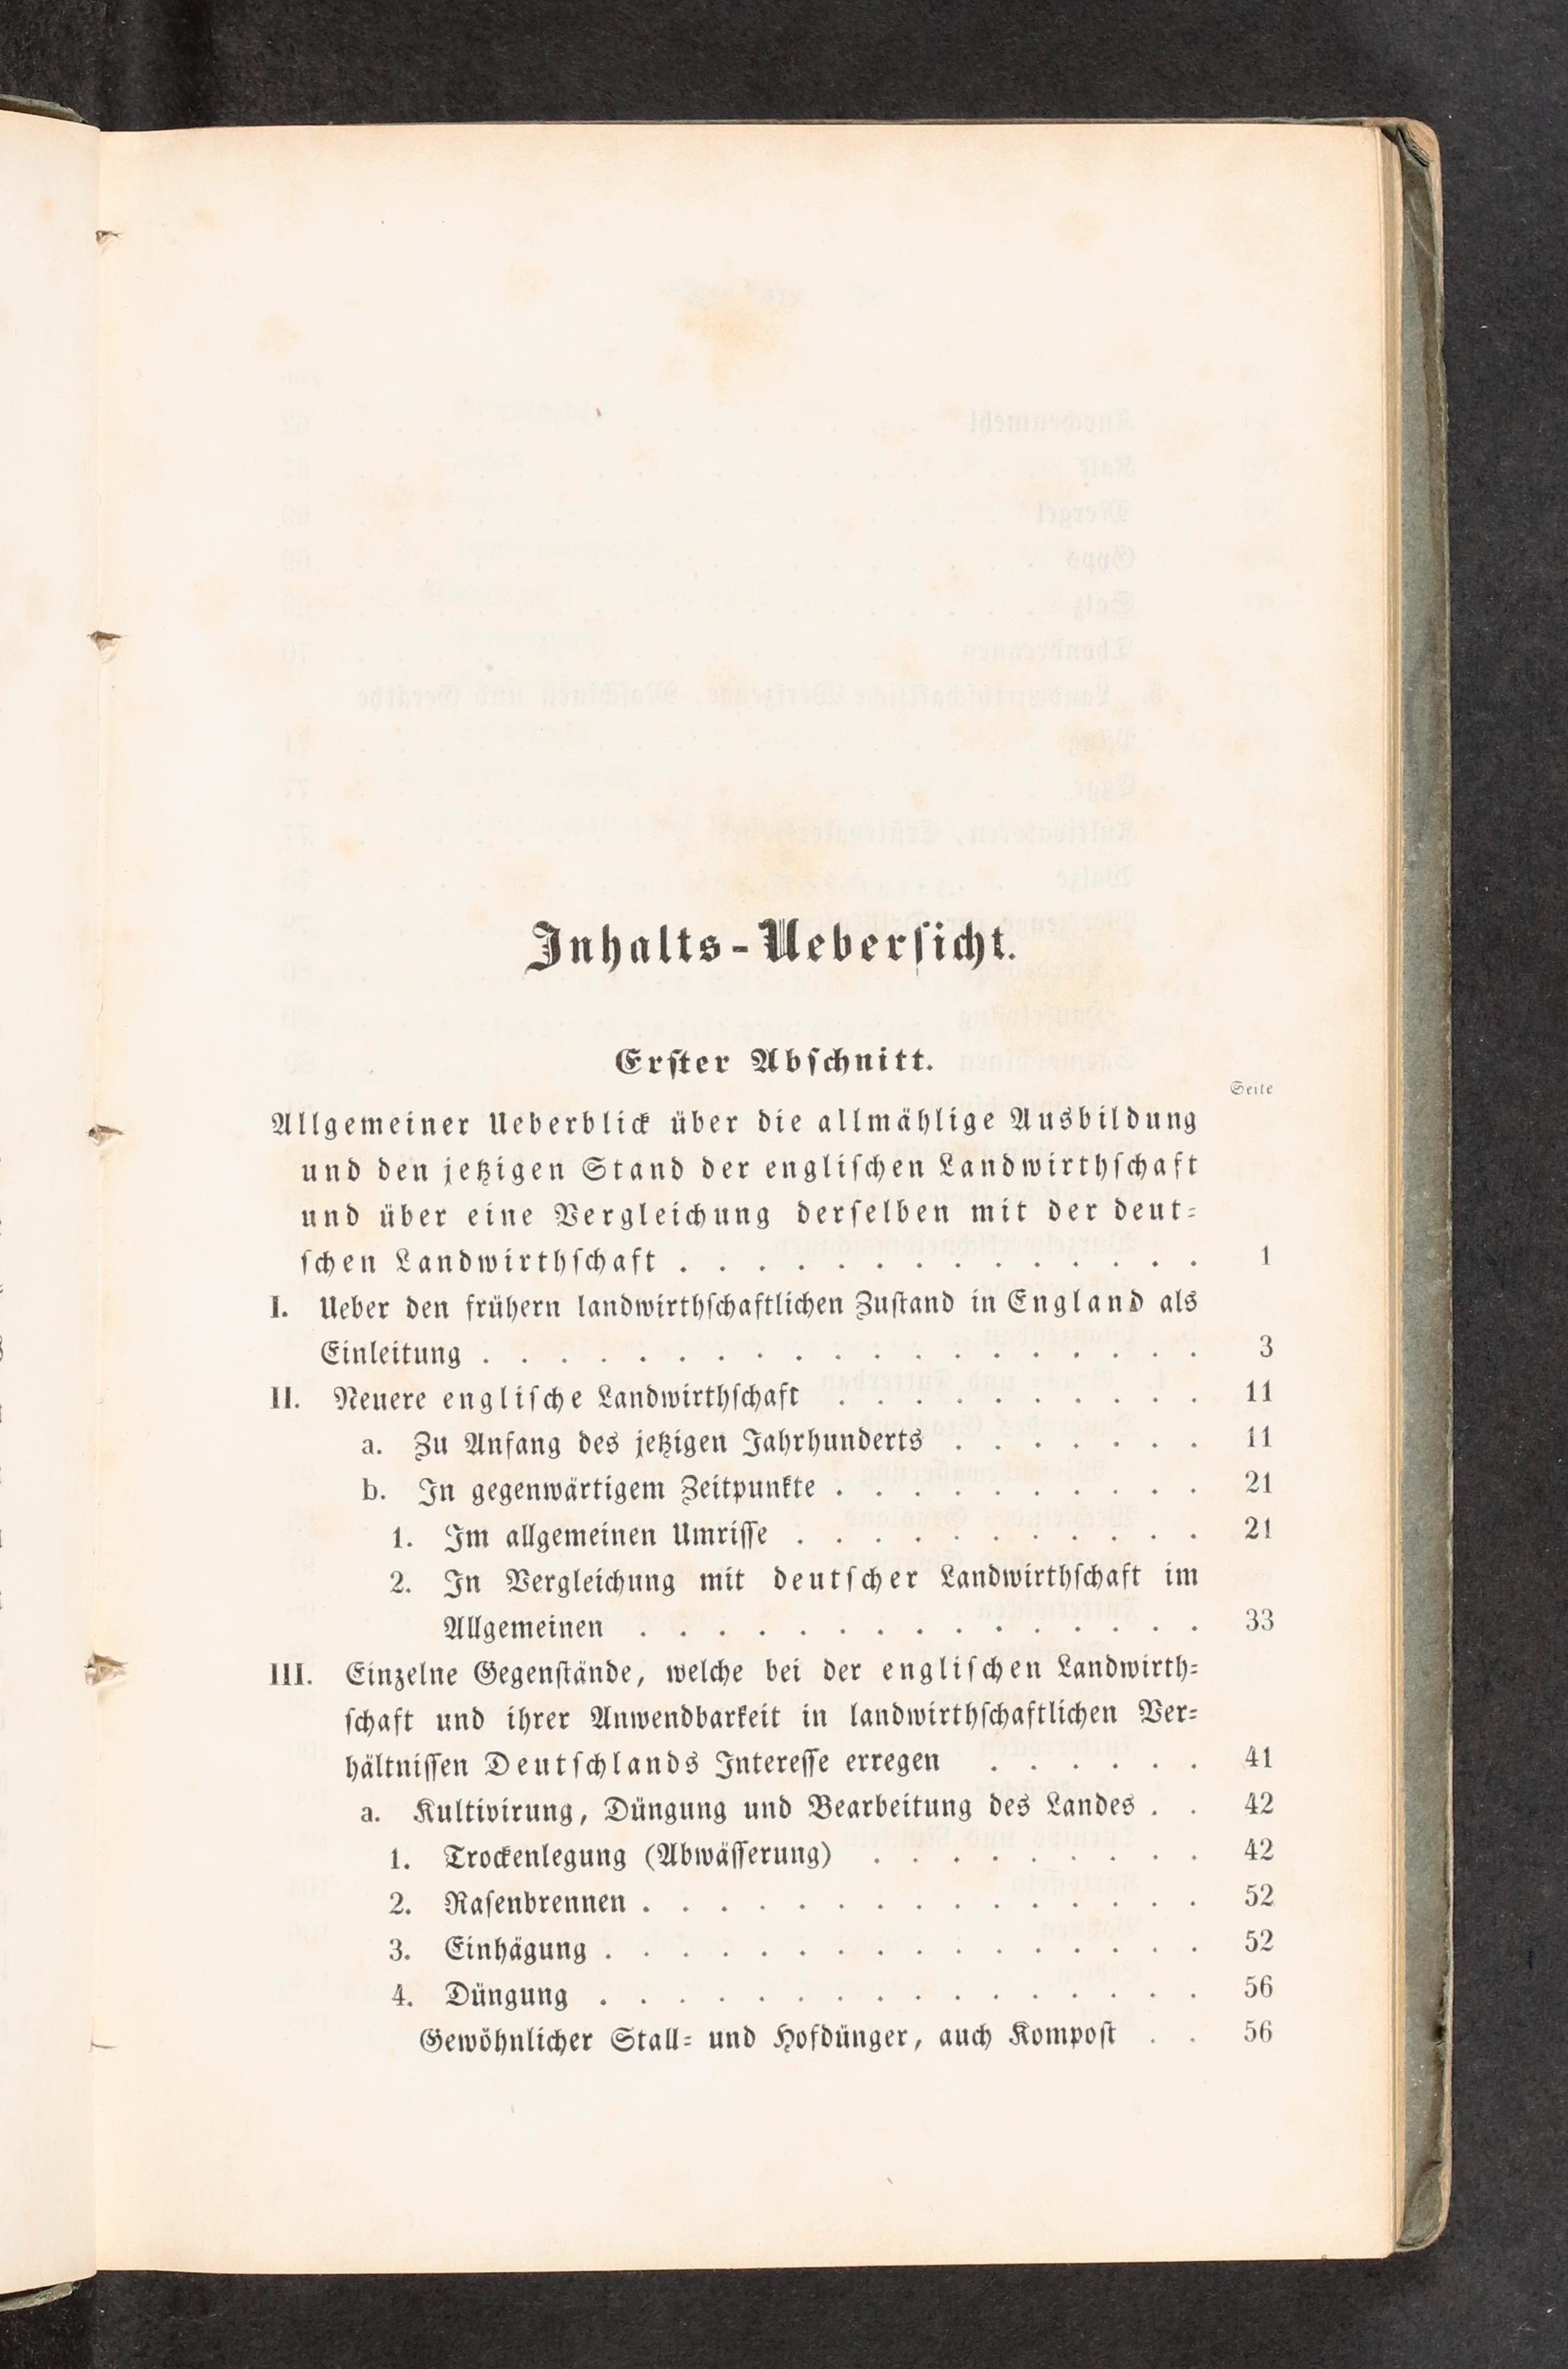 Inhalts-Ueberſicht.
Erſter Abſchnitt.
Seite
Allgemeiner Ueberblick über die allmählige Ausbildung
und den jetzigen Stand der engliſchen Landwirthſchaft
und über eine Vergleichung derſelben mit der deut-
ſchen Landwirthſchaft . . . . . . . . . . . . . . 1
I. Ueber den frühern landwirthſchaftlichen Zuſtand in England als
Einleitung . . . . . . . . . . . . . . . . . . . 3
II. Neuere engliſche Landwirthſchaft . . . . . . . . . . 11
a. Zu Anfang des jetzigen Jahrhunderts . . . . . . . 11
b. In gegenwärtigem Zeitpunkte . . . . . . . . . . 21
1. Im allgemeinen Umriſſe . . . . . . . . . . . 21
2. In Vergleichung mit deutſcher Landwirthſchaft im
Allgemeinen . . . . . . . . . . . . . . . 33
III. Einzelne Gegenſtände, welche bei der engliſchen Landwirth-
ſchaft und ihrer Anwendbarkeit in landwirthſchaftlichen Ver-
hältniſſen Deutſchlands Intereſſe erregen . . . . . . 41
a. Kultivirung, Düngung und Bearbeitung des Landes . . 42
1. Trockenlegung (Abwäſſerung) . . . . . . . . . 42
2. Raſenbrennen . . . . . . . . . . . . . . . 52
3. Einhägung . . . . . . . . . . . . . . . . 52
4. Düngung . . . . . . . . . . . . . . . . 56
Gewöhnlicher Stall- und Hofdünger, auch Kompoſt . . 56